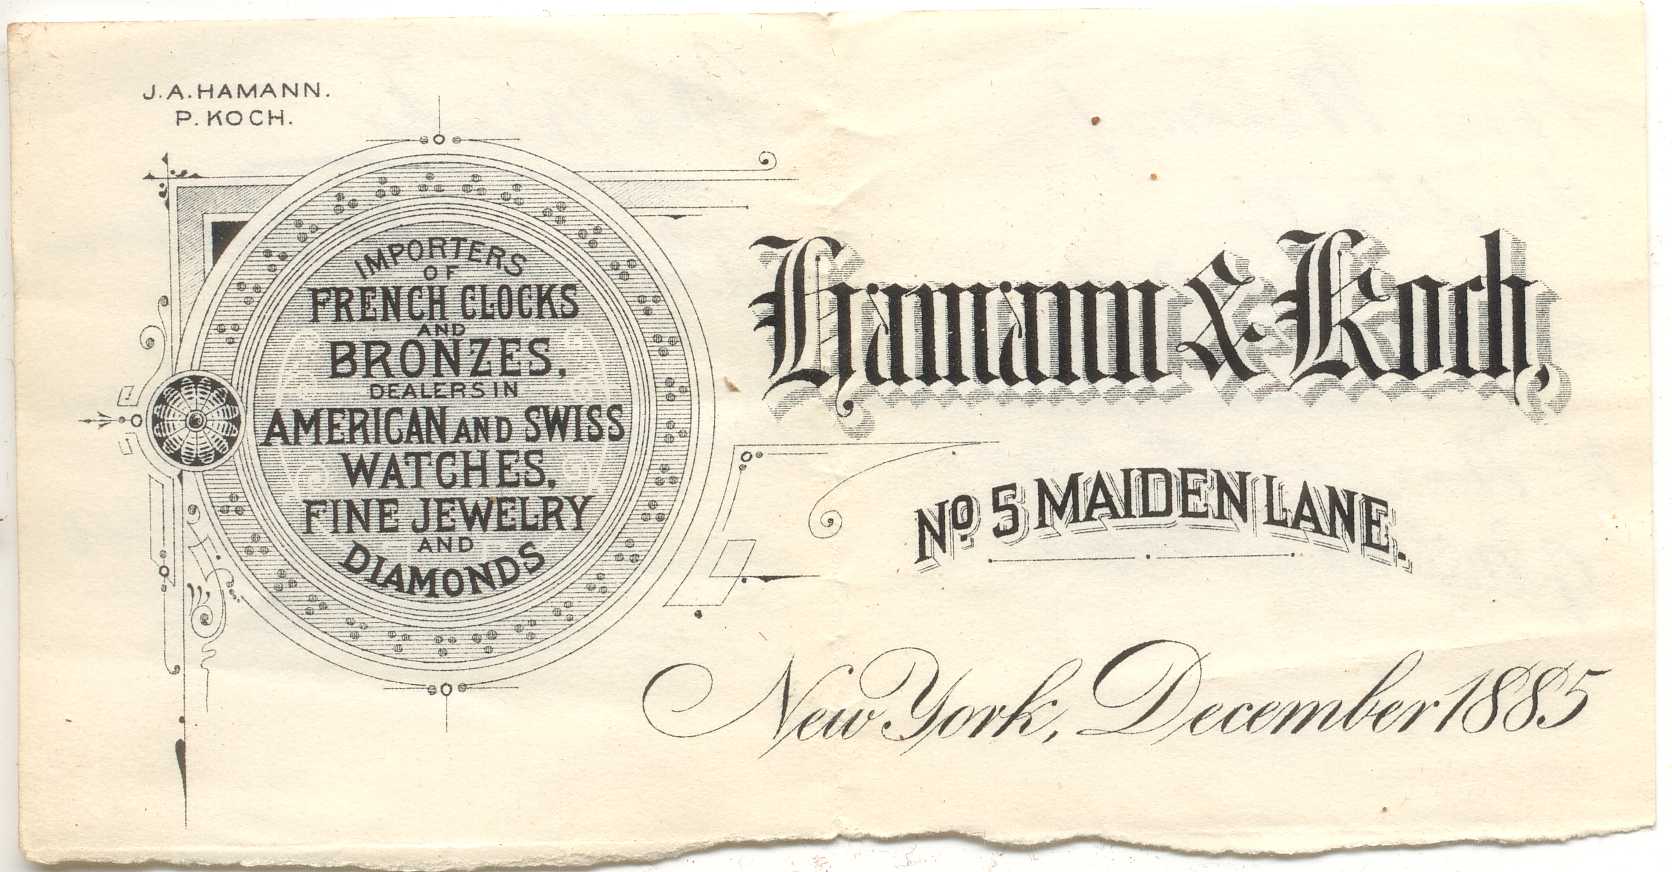 J.A.HAMANN.
P. KOCH.
IMPORTERS
OF
FRENCH CLOCKS
AND
BRONZES,
DEALERS IN
AMERICAN AND SWISS
WATCHES,
FINE JEWELRY
AND
DIAMONDS
Hamann & Koch,
No 5 MAIDEN LANE.
New York, December 1885